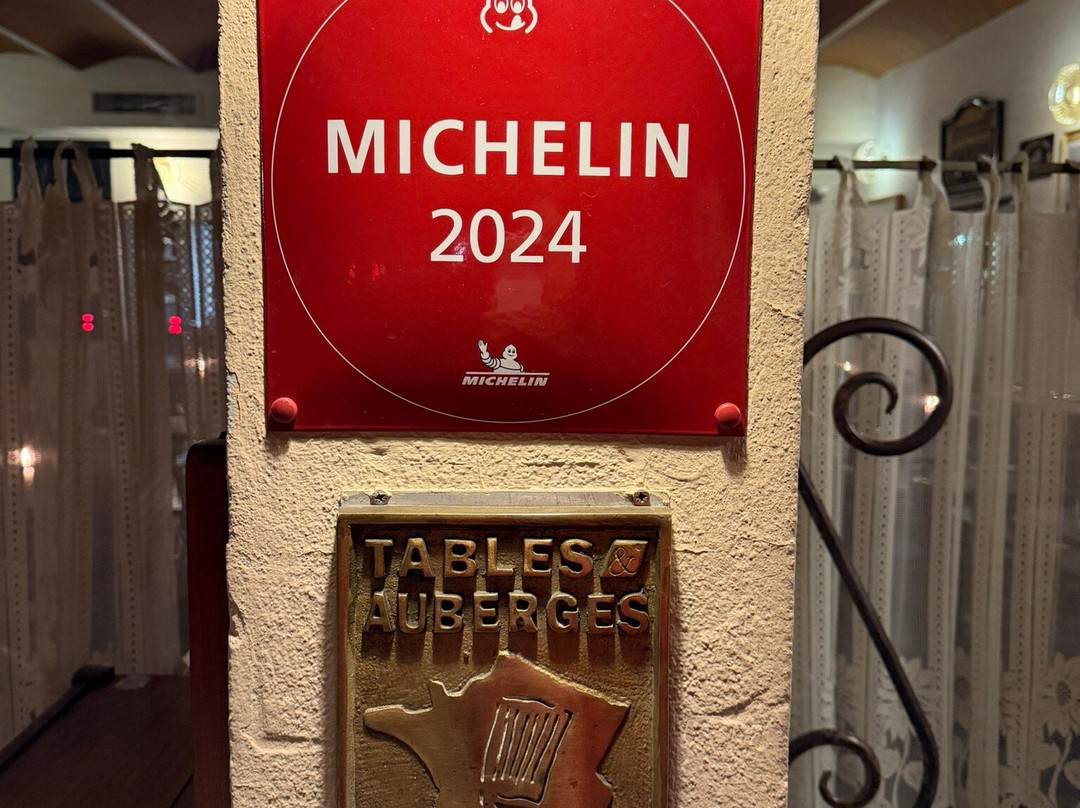 MICHELIN
2024
MICHELIN
TABLES &
AUBERGES